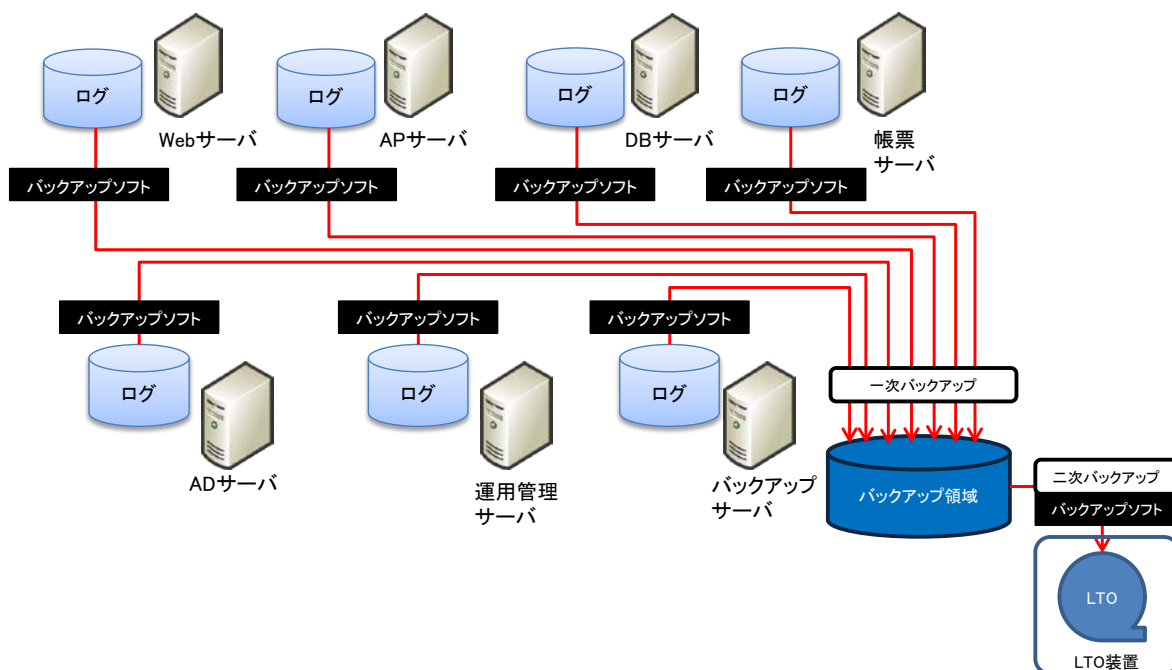 ログ
ログ
ログ
ログ
Webサーバ
APサーバ
DBサーバ
帳票
サーバ
バックアップソフト
バックアップソフト
バックアップソフト
バックアップソフト
バックアップソフト
バックアップソフト
バックアップソフト
ログ
ログ
ログ
ADサーバ
運用管理
サーバ
バックアップ
サーバ
一次バックアップ
バックアップ領域
二次バックアップ
バックアップソフト
LTO
LTO装置